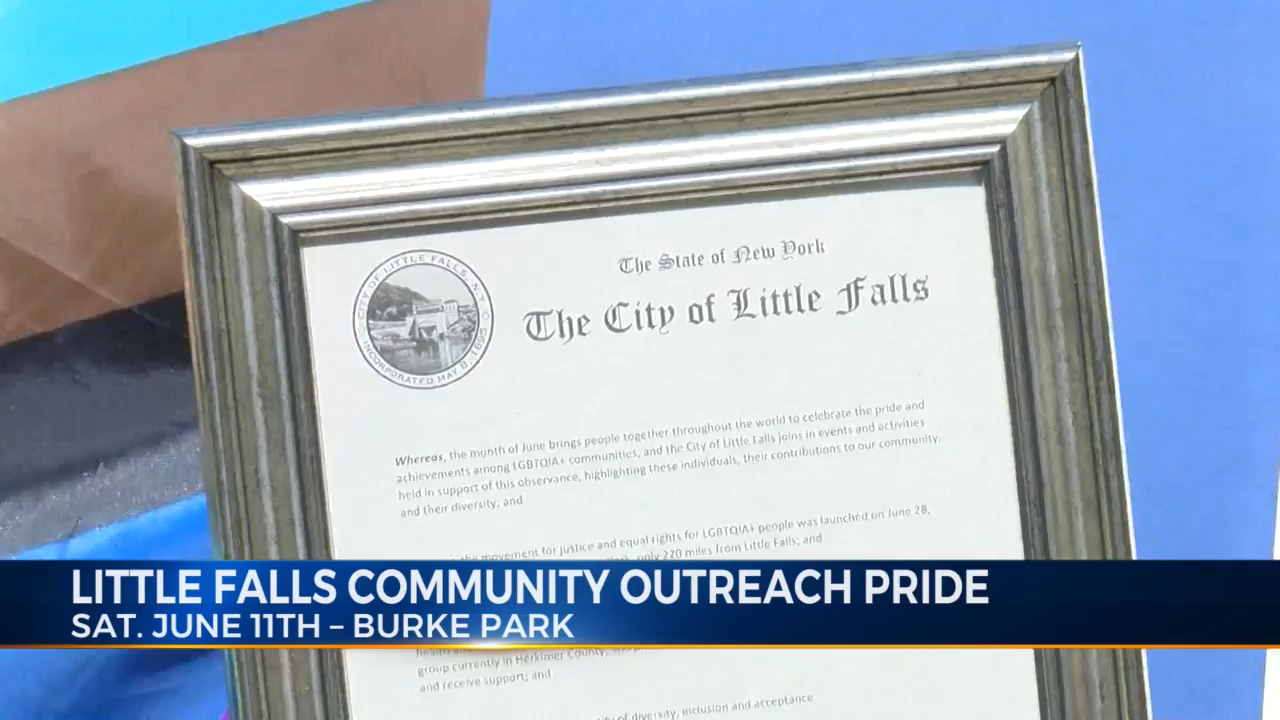 CITY OF LITTLE FALLS, N.Y.
INCORPORATED MAY 8, 1895
The State of New York
The City of Little Falls
Whereas, the month of June brings people together throughout the world to celebrate the pride and
achievements among LGBTQIA+ communities, and the City of Little Falls joins in events and activities
held in support of this observance, highlighting these individuals, their contributions to our community,
and their diversity; and
the movement for justice and equal rights for LGBTQIA+ people was launched on June 28,
only 220 miles from Little Falls; and
LITTLE FALLS COMMUNITY OUTREACH PRIDE
SAT. JUNE 11TH – BURKE PARK
group currently in Herkimer County,
and receive support; and
of diversity, inclusion and acceptance